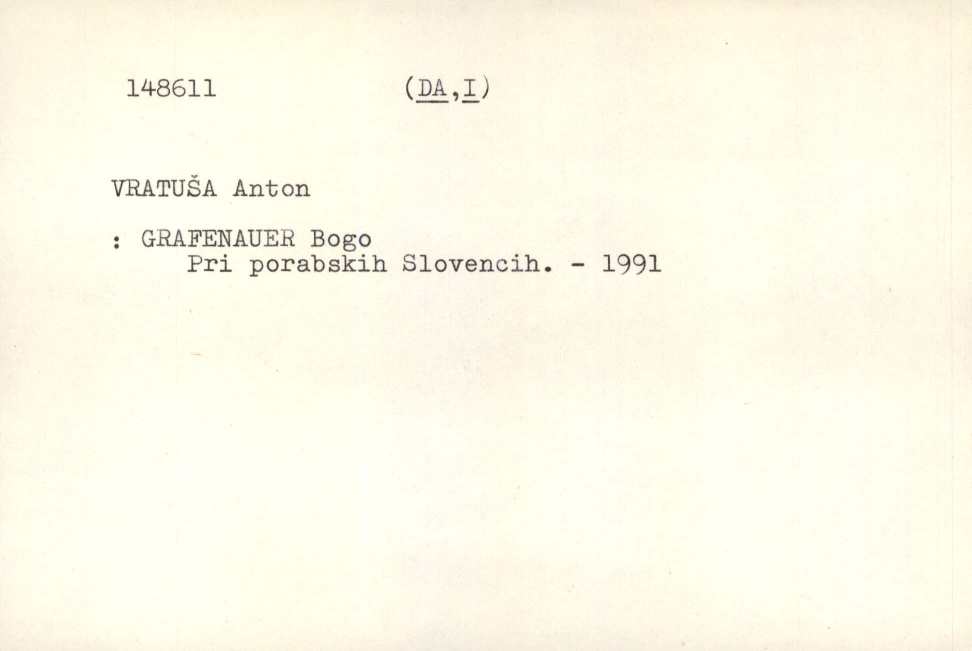 148611 (DA,I)
VRATUŠA Anton
: GRAFENAUER Bogo
Pri porabskih Slovencih. - 1991